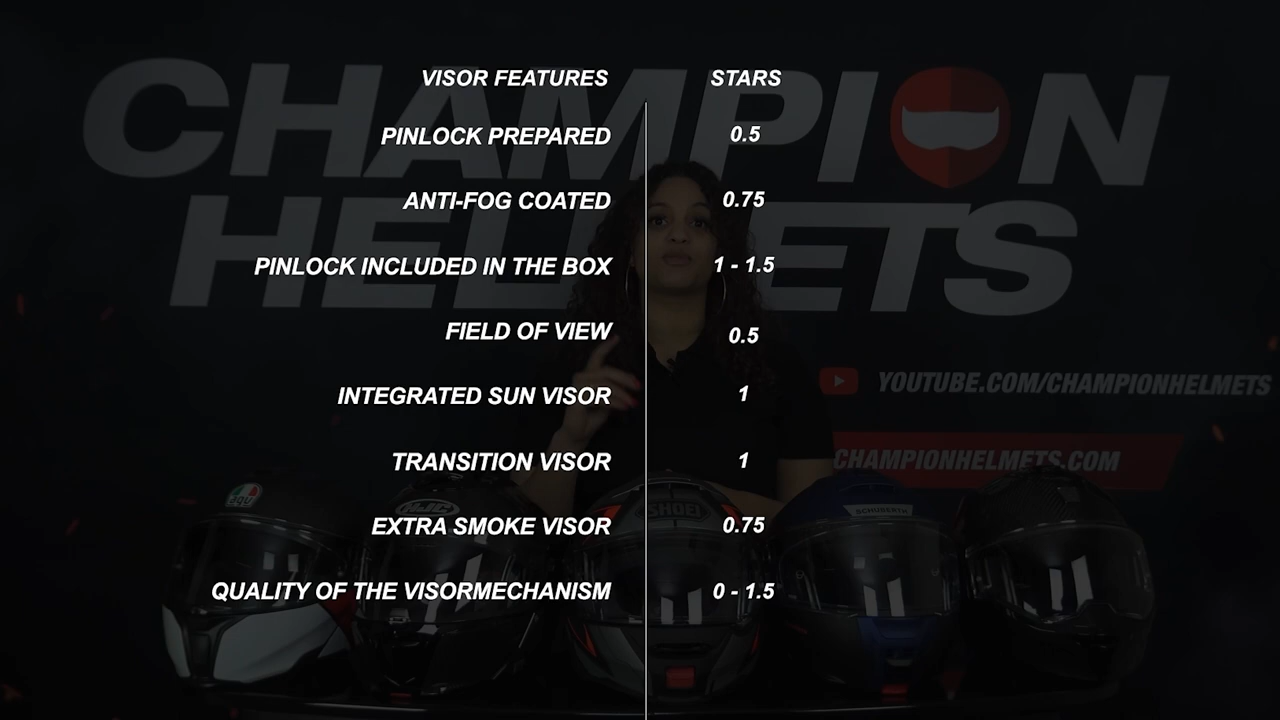 CHAMPION
HELMETS
VISOR FEATURES STARS
PINLOCK PREPARED 0.5
ANTI-FOG COATED 0.75
PINLOCK INCLUDED IN THE BOX 1 - 1.5
FIELD OF VIEW 0.5
INTEGRATED SUN VISOR 1
YOUTUBE.COM/CHAMPIONHELMETS
TRANSITION VISOR 1
CHAMPIONHELMETS.COM
EXTRA SMOKE VISOR 0.75
QUALITY OF THE VISORMECHANISM 0 - 1.5
agv
HJC
SHOEI
SCHUBERTH